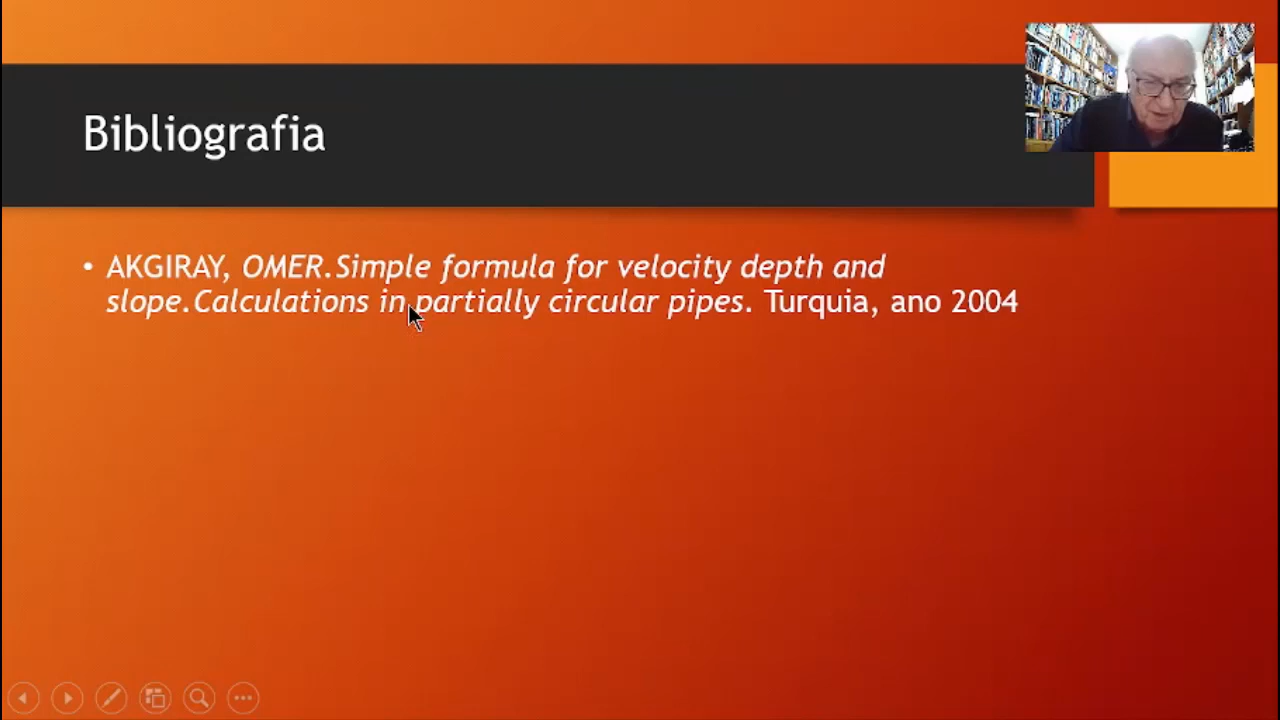 Bibliografia
• AKGIRAY, OMER.Simple formula for velocity depth and
slope.Calculations in partially circular pipes. Turquia, ano 2004